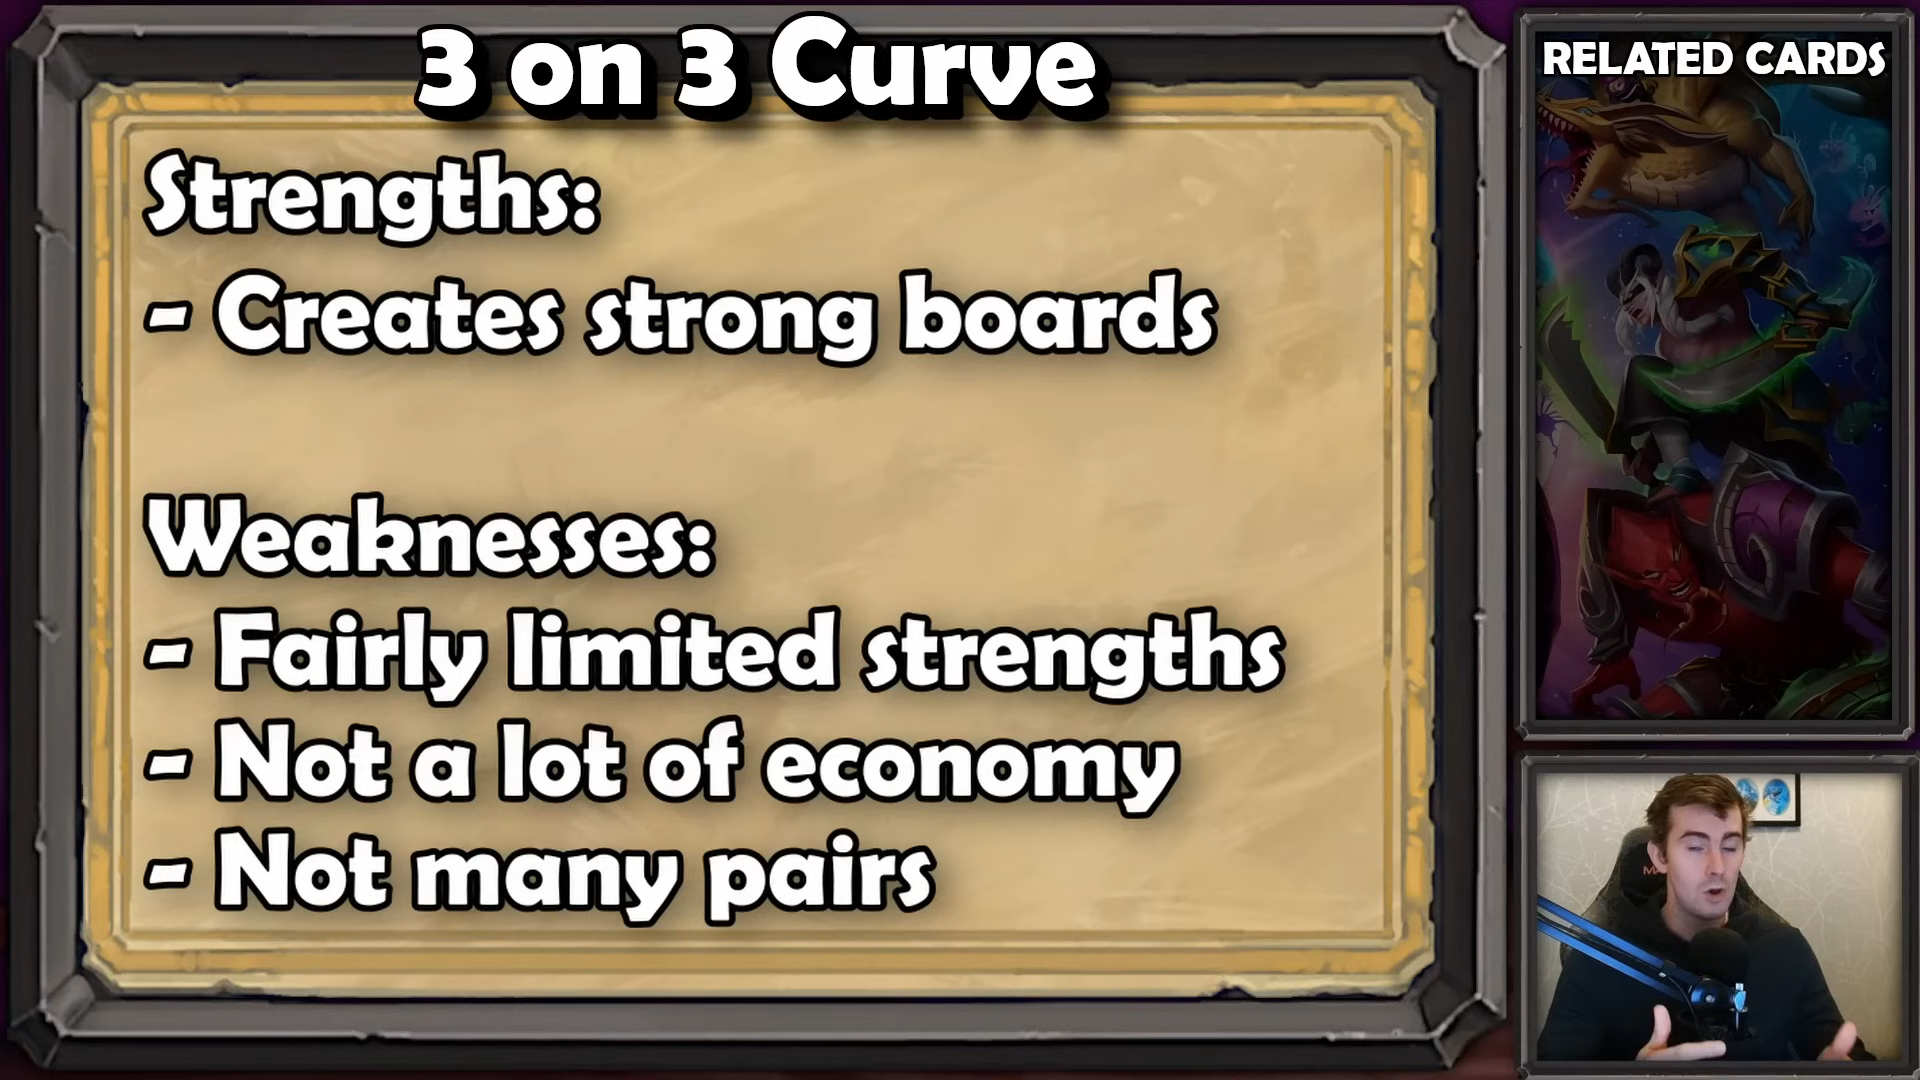 3 on 3 Curve
Strengths:
- Creates strong boards
Weaknesses:
- Fairly limited strengths
- Not a lot of economy
- Not many pairs
RELATED CARDS